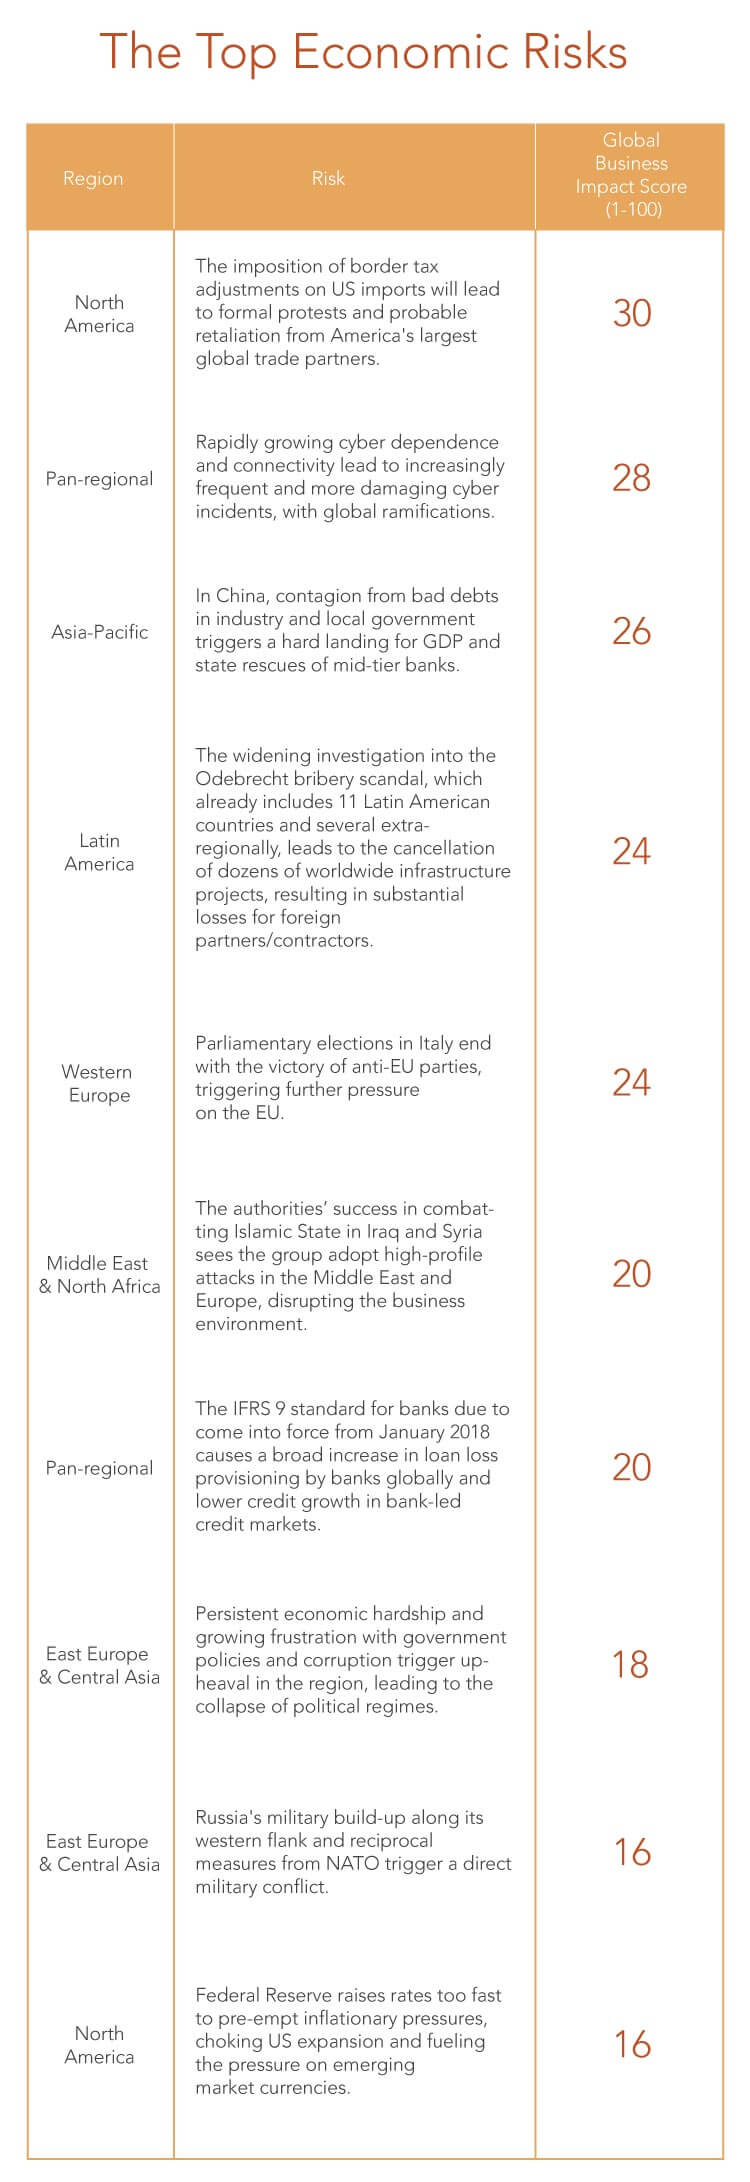 The Top Economic Risks
Region
Risk
Global
Business
Impact Score
(1-100)
North
America
The imposition of border tax
adjustments on US imports will lead
to formal protests and probable
retaliation from America's largest
global trade partners.
30
Pan-regional
Rapidly growing cyber dependence
and connectivity lead to increasingly
frequent and more damaging cyber
incidents, with global ramifications.
28
Asia-Pacific
In China, contagion from bad debts
in industry and local government
triggers a hard landing for GDP and
state rescues of mid-tier banks.
26
Latin
America
The widening investigation into the
Odebrecht bribery scandal, which
already includes 11 Latin American
countries and several extra-
regionally, leads to the cancellation
of dozens of worldwide infrastructure
projects, resulting in substantial
losses for foreign
partners/contractors.
24
Western
Europe
Parliamentary elections in Italy end
with the victory of anti-EU parties,
triggering further pressure
on the EU.
24
Middle East
& North Africa
The authorities’ success in combat-
ting Islamic State in Iraq and Syria
sees the group adopt high-profile
attacks in the Middle East and
Europe, disrupting the business
environment.
20
Pan-regional
The IFRS 9 standard for banks due to
come into force from January 2018
causes a broad increase in loan loss
provisioning by banks globally and
lower credit growth in bank-led
credit markets.
20
East Europe
& Central Asia
Persistent economic hardship and
growing frustration with government
policies and corruption trigger up-
heaval in the region, leading to the
collapse of political regimes.
18
East Europe
& Central Asia
Russia's military build-up along its
western flank and reciprocal
measures from NATO trigger a direct
military conflict.
16
North
America
Federal Reserve raises rates too fast
to pre-empt inflationary pressures,
choking US expansion and fueling
the pressure on emerging
market currencies.
16